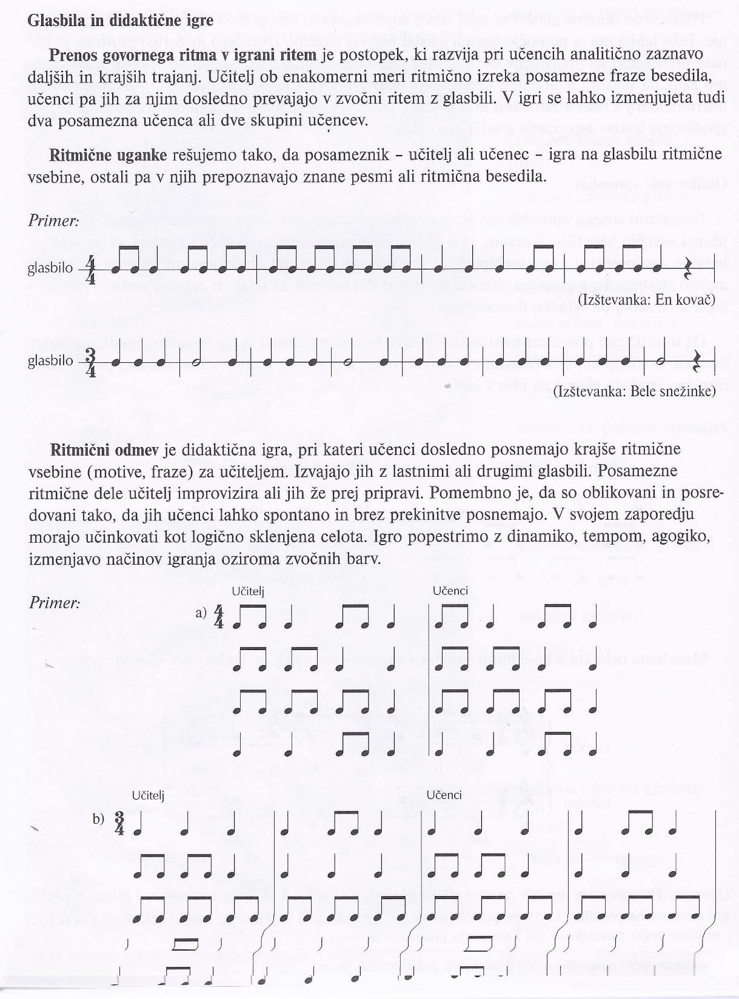 Glasbila in didaktične igre
Prenos govornega ritma v igrani ritem je postopek, ki razvija pri učencih analitično zaznavo
daljših in krajših trajanj. Učitelj ob enakomerni meri ritmično izreka posamezne fraze besedila,
učenci pa jih za njim dosledno prevajajo v zvočni ritem z glasbili. V igri se lahko izmenjujeta tudi
dva posamezna učenca ali dve skupini učencev.
Ritmične uganke rešujemo tako, da posameznik – učitelj ali učenec – igra na glasbilu ritmične
vsebine, ostali pa v njih prepoznavajo znane pesmi ali ritmična besedila.
Primer:
glasbilo 4/4
(Izštevanka: En kovač)
glasbilo 3/4
(Izštevanka: Bele snežinke)
Ritmični odmev je didaktična igra, pri kateri učenci dosledno posnemajo krajše ritmične
vsebine (motive, fraze) za učiteljem. Izvajajo jih z lastnimi ali drugimi glasbili. Posamezne
ritmične dele učitelj improvizira ali jih že prej pripravi. Pomembno je, da so oblikovani in posre-
dovani tako, da jih učenci lahko spontano in brez prekinitve posnemajo. V svojem zaporedju
morajo učinkovati kot logično sklenjena celota. Igro popestrimo z dinamiko, tempom, agogiko,
izmenjavo načinov igranja oziroma zvočnih barv.
Učitelj Učenci
Primer:
a) 4/4
Učitelj Učenci
b) 3/4